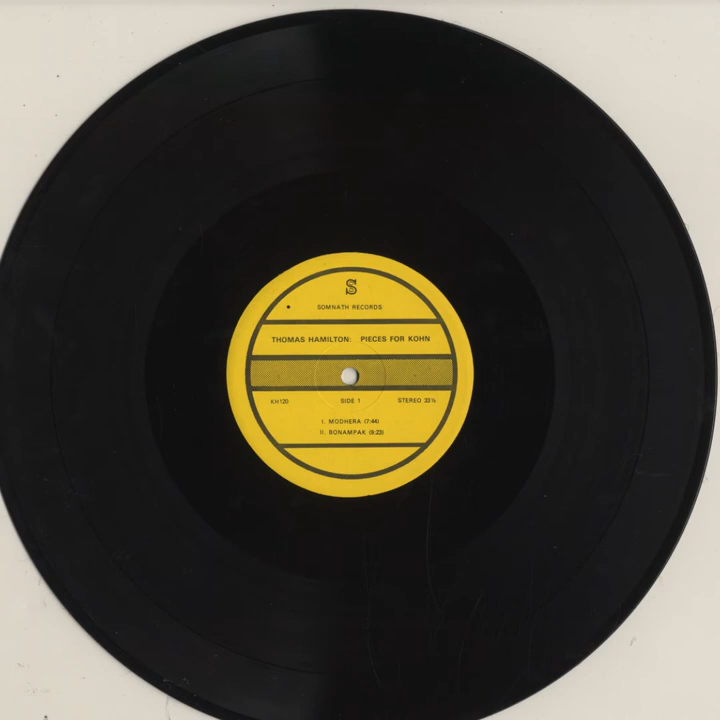 S
SOMNATH RECORDS
THOMAS HAMILTON: PIECES FOR KOHN
KH120 SIDE 1 STEREO 33⅓
I. MODHERA (7:44)
II. BONAMPAK (8:23)